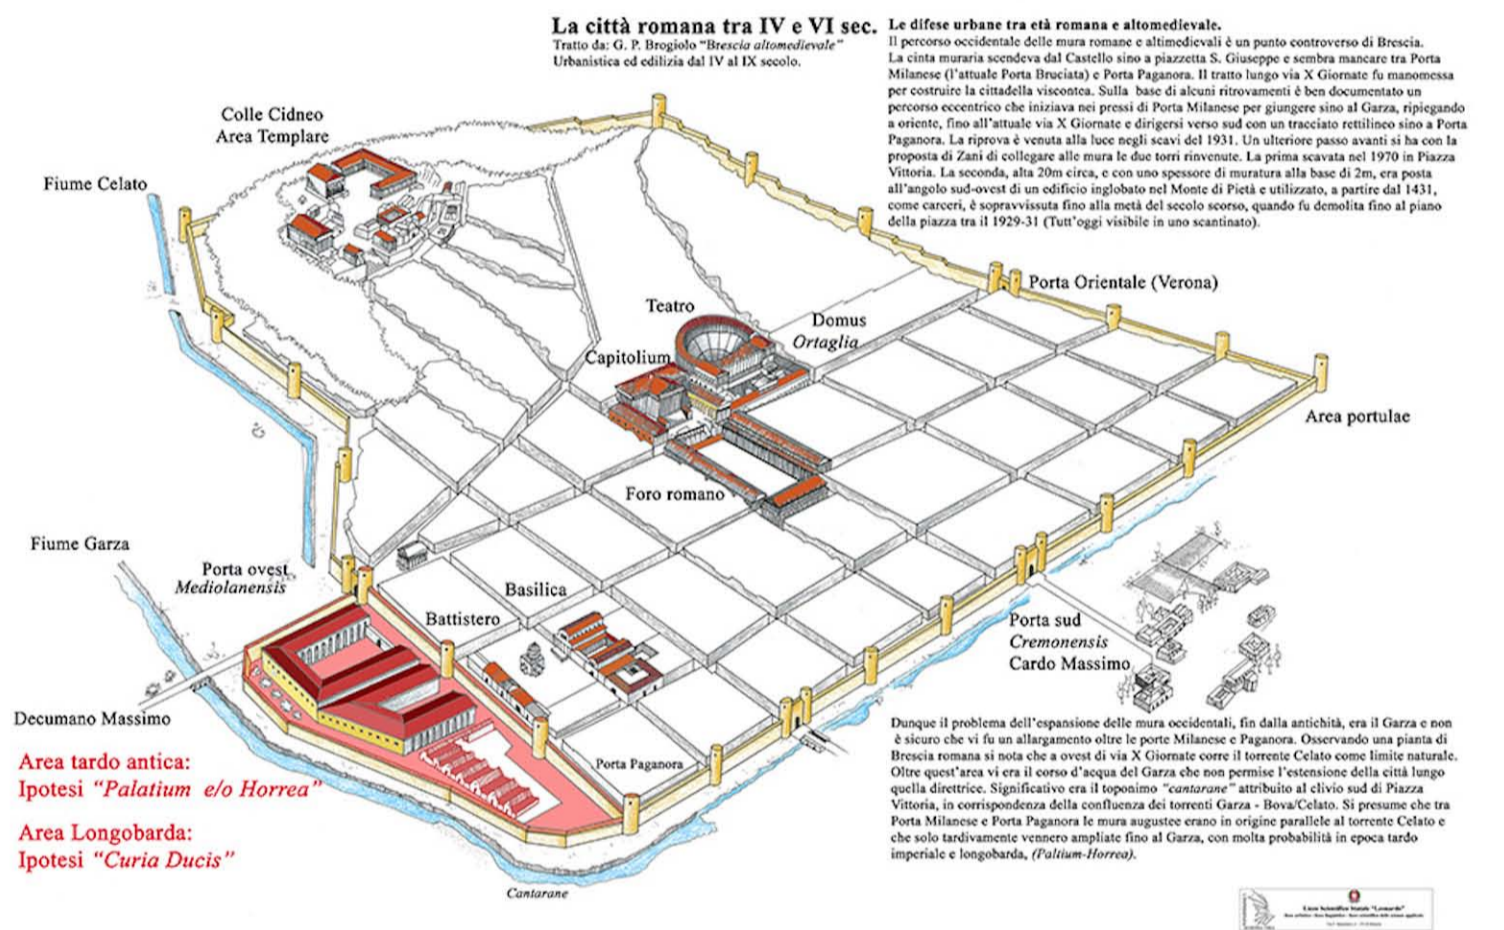 La città romana tra IV e VI sec.
Tratto da: G. P. Brogiolo "Brescia altomedievale"
Urbanistica ed edilizia dal IV al IX secolo.
Le difese urbane tra età romana e altomedievale.
Il percorso occidentale delle mura romane e altimedievali è un punto controverso di Brescia.
La cinta muraria scendeva dal Castello sino a piazzetta S. Giuseppe e sembra mancare tra Porta
Milanese (l'attuale Porta Bruciata) e Porta Paganora. Il tratto lungo via X Giornate fu manomessa
per costruire la cittadella viscontea. Sulla base di alcuni ritrovamenti è ben documentato un
percorso eccentrico che iniziava nei pressi di Porta Milanese per giungere sino al Garza, ripiegando
a oriente, fino all'attuale via X Giornate e dirigersi verso sud con un tracciato rettilineo sino a Porta
Paganora. La riprova è venuta alla luce negli scavi del 1931. Un ulteriore passo avanti si ha con la
proposta di Zani di collegare alle mura le due torri rinvenute. La prima scavata nel 1970 in Piazza
Vittoria. La seconda, alta 20m circa, e con uno spessore di muratura alla base di 2m, era posta
all'angolo sud-ovest di un edificio inglobato nel Monte di Pietà e utilizzato, a partire dal 1431,
come carceri, è sopravvissuta fino alla metà del secolo scorso, quando fu demolita fino al piano
della piazza tra il 1929-31 (Tutt'oggi visibile in uno scantinato).
Colle Cidneo
Area Templare
Fiume Celato
Porta Orientale (Verona)
Teatro
Domus
Ortaglia
Capitolium
Area portulae
Foro romano
Fiume Garza
Porta ovest
Mediolanensis
Basilica
Battistero
Porta sud
Cremonensis
Cardo Massimo
Decumano Massimo
Porta Paganora
Area tardo antica:
Ipotesi "Palatium e/o Horrea"
Area Longobarda:
Ipotesi "Curia Ducis"
Cantarane
Dunque il problema dell'espansione delle mura occidentali, fin dalla antichità, era il Garza e non
è sicuro che vi fu un allargamento oltre le porte Milanese e Paganora. Osservando una pianta di
Brescia romana si nota che a ovest di via X Giornate corre il torrente Celato come limite naturale.
Oltre quest'area vi era il corso d'acqua del Garza che non permise l'estensione della città lungo
quella direttrice. Significativo era il toponimo "cantarane" attribuito al clivio sud di Piazza
Vittoria, in corrispondenza della confluenza dei torrenti Garza - Bova/Celato. Si presume che tra
Porta Milanese e Porta Paganora le mura augustee erano in origine parallele al torrente Celato e
che solo tardivamente vennero ampliate fino al Garza, con molta probabilità in epoca tardo
imperiale e longobarda, (Paltium-Horrea).
Liceo Scientifico Statale "Leonardo"